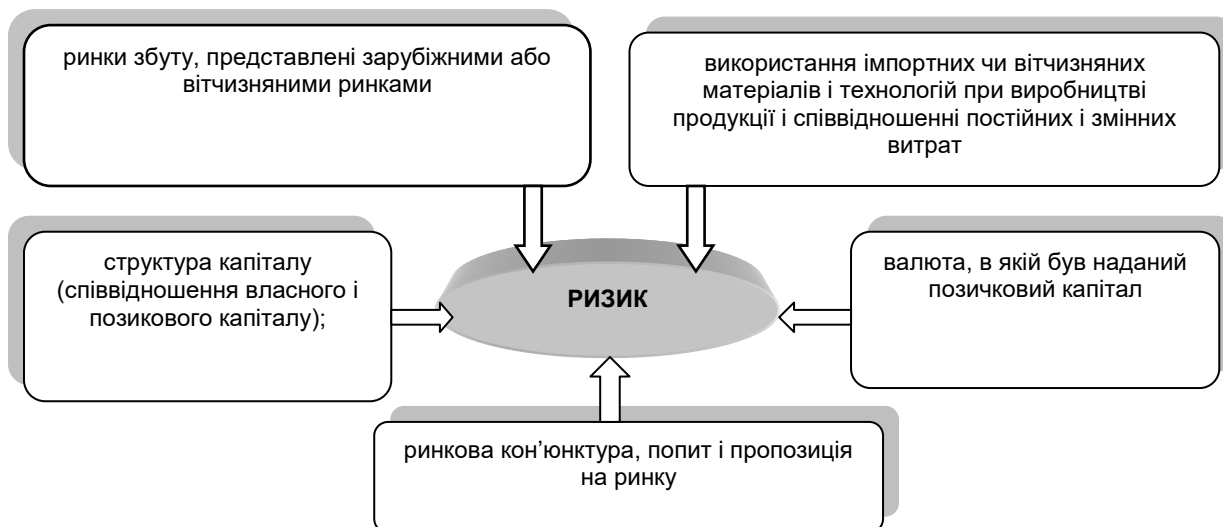 ринки збуту, представлені зарубіжними або
вітчизняними ринками
використання імпортних чи вітчизняних
матеріалів і технологій при виробництві
продукції і співвідношенні постійних і змінних
витрат
структура капіталу
(співвідношення власного і
позикового капіталу);
РИЗИК
валюта, в якій був наданий
позичковий капітал
ринкова кон’юнктура, попит і пропозиція
на ринку